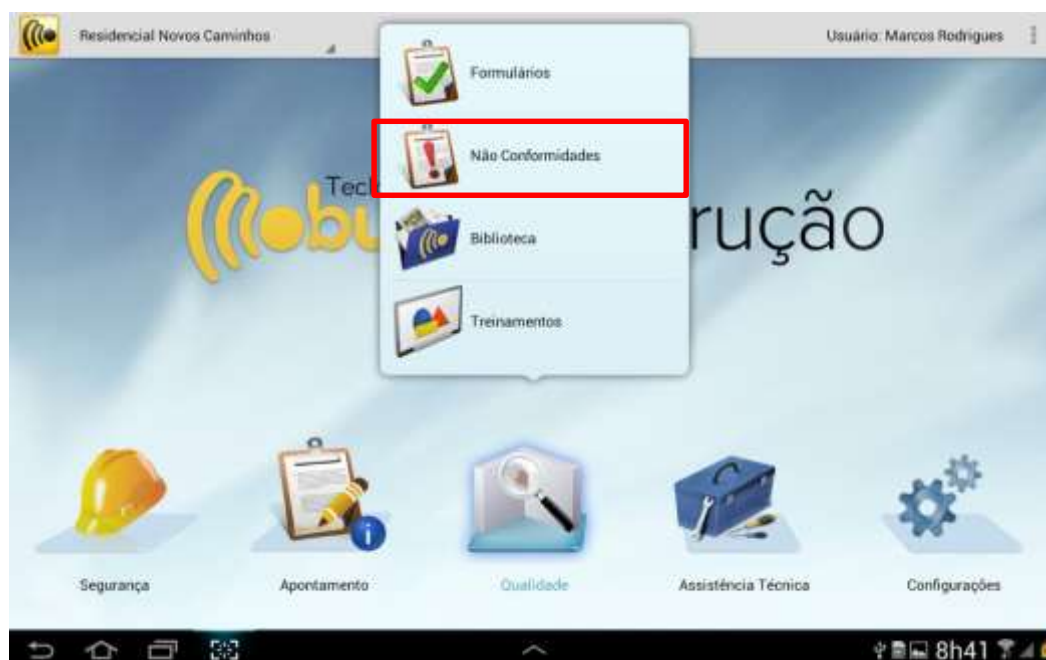 Residencial Novos Caminhos
Usuário: Marcos Rodrigues
Formulários
Não Conformidades
Tec
mobu
rução
Biblioteca
Treinamentos
Segurança
Apontamento
Qualidade
Assistência Técnica
Configurações
8h41